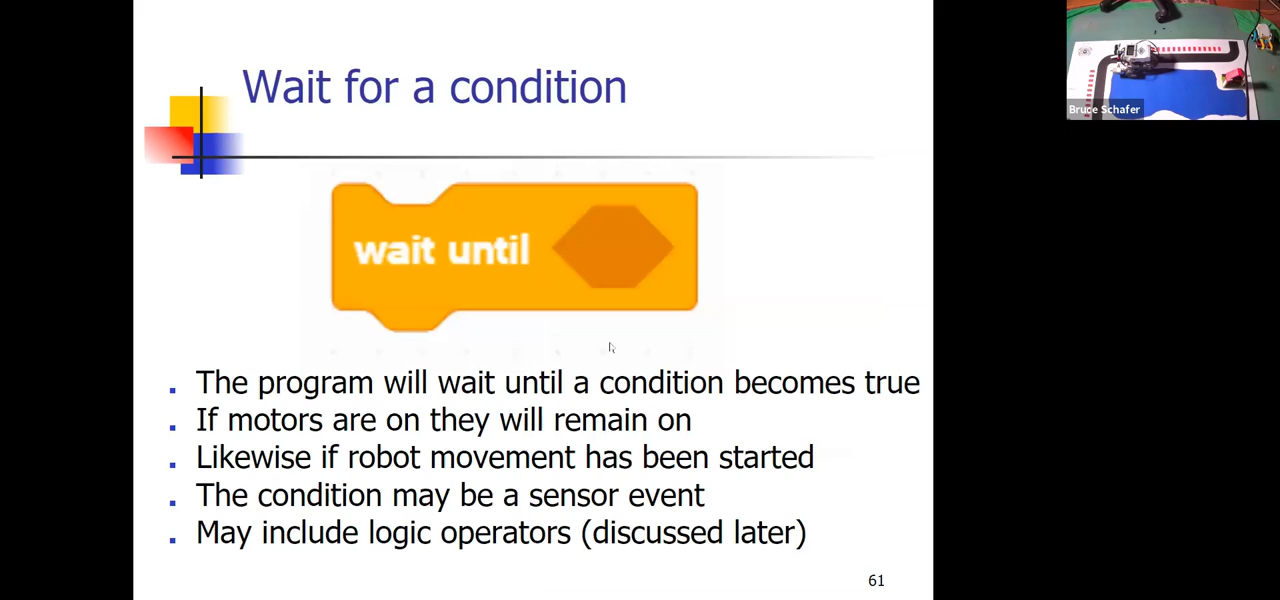 Wait for a condition
Bruce Schafer
wait until
The program will wait until a condition becomes true
If motors are on they will remain on
Likewise if robot movement has been started
The condition may be a sensor event
May include logic operators (discussed later)
61